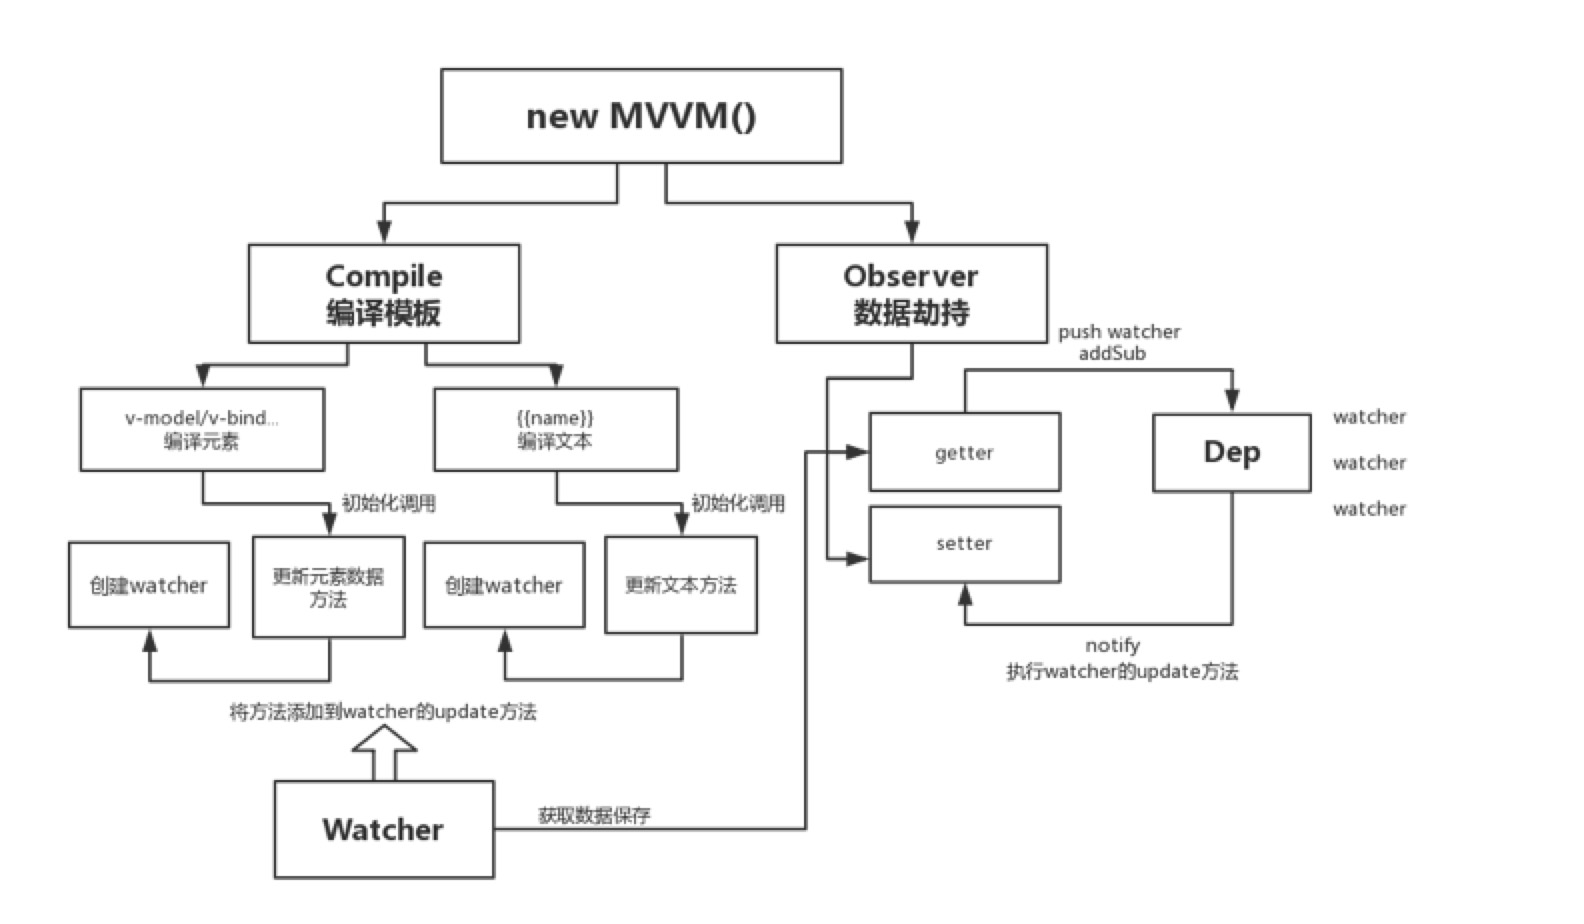 new MVVM()
Compile
编译模板
Observer
数据劫持
push watcher
addSub
v-model/v-bind...
编译元素
{{name}}
编译文本
getter
Dep
watcher
watcher
watcher
初始化调用
初始化调用
创建watcher
更新元素数据
方法
创建watcher
更新文本方法
setter
notify
执行watcher的update方法
将方法添加到watcher的update方法
Watcher
获取数据保存